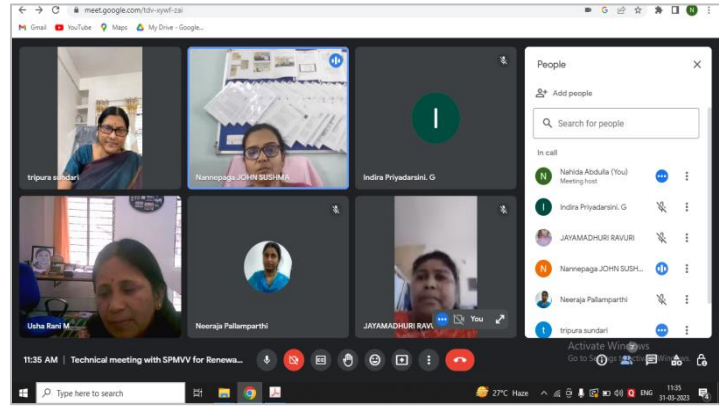 meet.google.com/tdv-xywf-zai
Gmail YouTube Maps My Drive - Google...
tripura sundari
Nannepaga JOHN SUSHMA
I
Indira Priyadarsini. G
Usha Rani M
Neeraja Pallamparthi
JAYAMADHURI RAVU
You
People
Add people
Search for people
In call
N
Nahida Abdulla (You)
Meeting host
I
Indira Priyadarsini. G
JAYAMADHURI RAVURI
N
Nannepaga JOHN SUSH...
Neeraja Pallamparthi
t
tripura sundari
Activate Windows
11:35 AM | Technical meeting with SPMVV for Renewa...
Type here to search
27°C Haze
ENG
11:35
31-03-2023